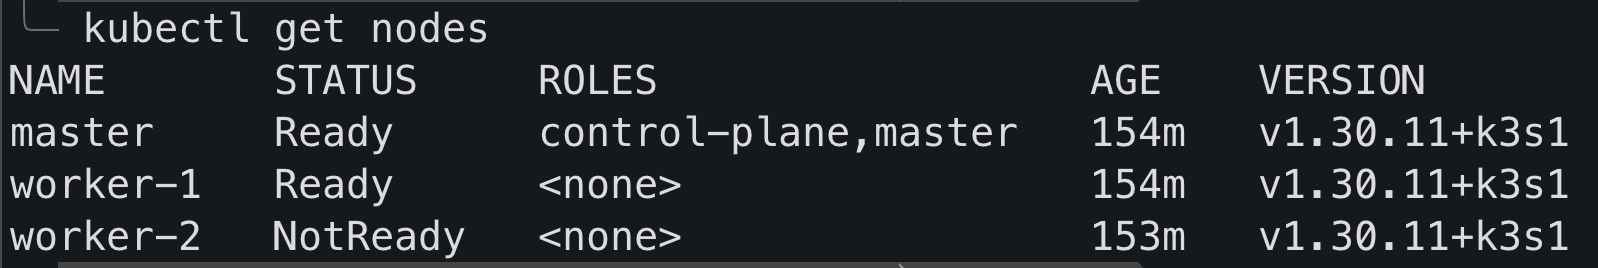 kubectl get nodes
NAME STATUS ROLES AGE VERSION
master Ready control-plane,master 154m v1.30.11+k3s1
worker-1 Ready <none> 154m v1.30.11+k3s1
worker-2 NotReady <none> 153m v1.30.11+k3s1